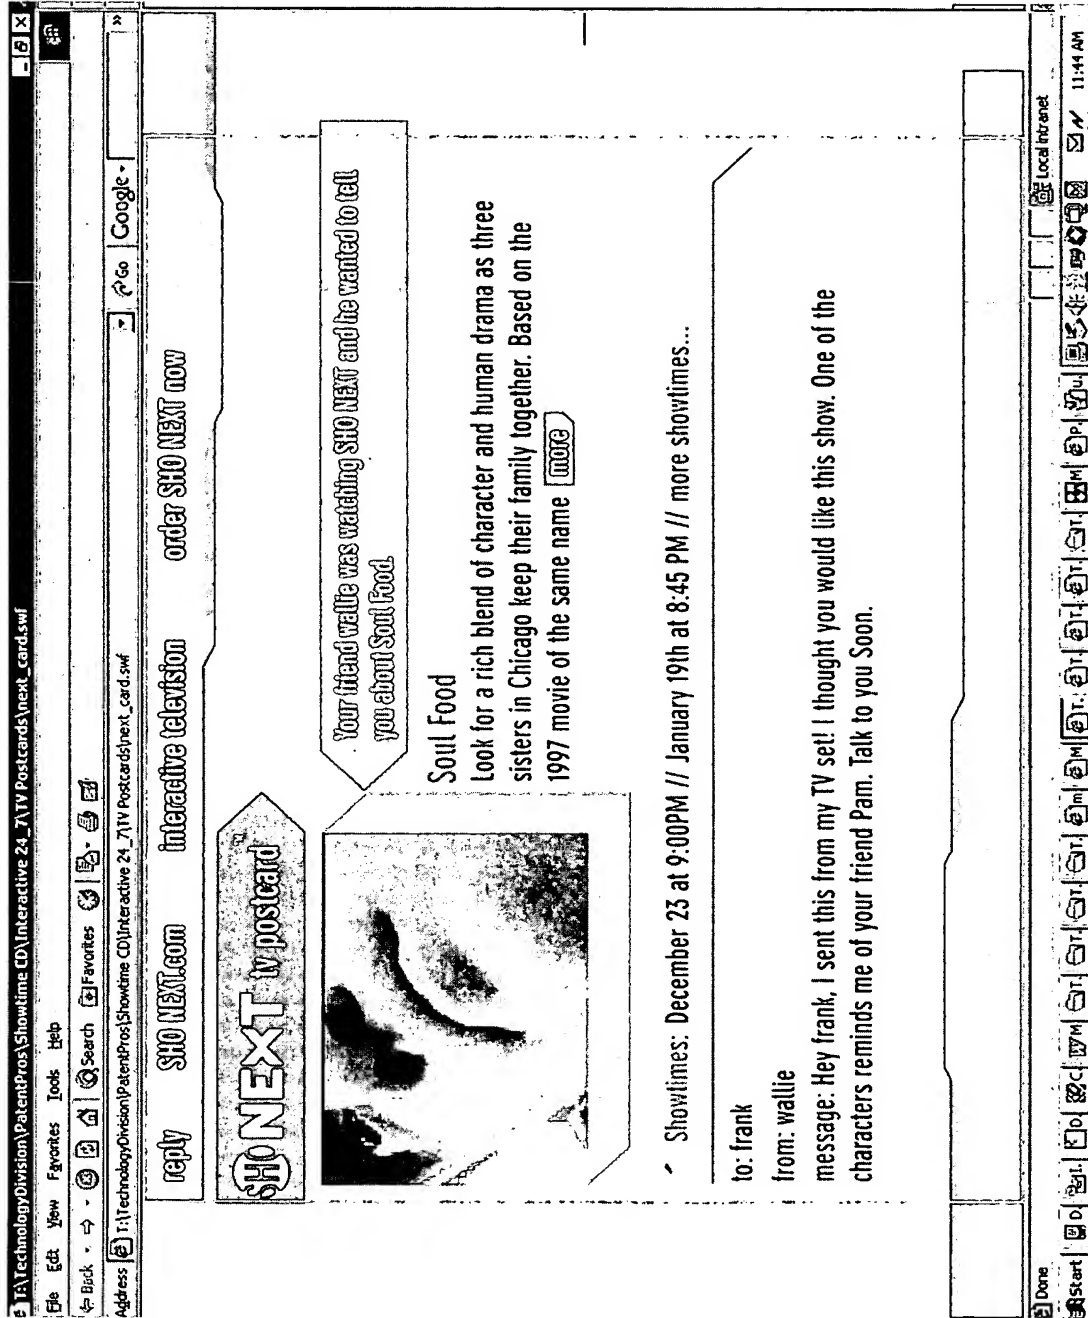 T:\TechnologyDivision\PatentPros\Showtime CD\Interactive 24_7\TV Postcards\next_card.swf
File Edit View Favorites Tools Help
Back Search Favorites
Address T:\TechnologyDivision\PatentPros\Showtime CD\Interactive 24_7\TV Postcards\next_card.swf Go Google
reply SHO NEXT.com interactive television order SHO NEXT now
SHO NEXT tv postcard
Your friend wallie was watching SHO NEXT and he wanted to tell
you about Soul Food.
Soul Food
Look for a rich blend of character and human drama as three
sisters in Chicago keep their family together. Based on the
1997 movie of the same name more
Showtimes: December 23 at 9:00PM // January 19th at 8:45 PM // more showtimes...
to: frank
from: wallie
message: Hey frank, I sent this from my TV set! I thought you would like this show. One of the
characters reminds me of your friend Pam. Talk to you Soon.
Done Local intranet
Start 11:44 AM